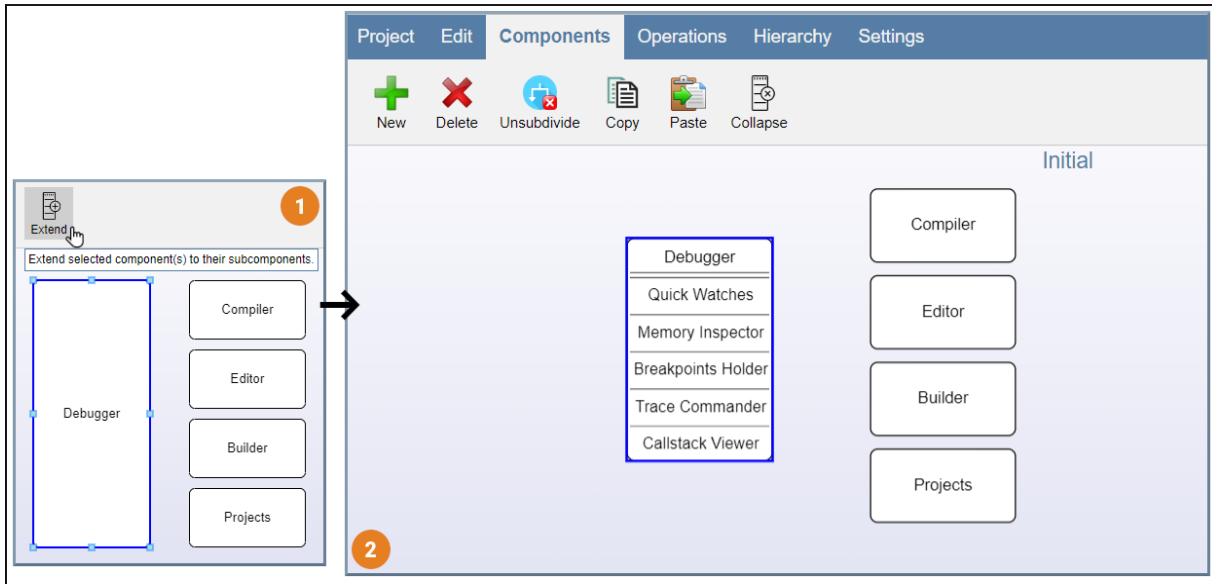 Project Edit Components Operations Hierarchy Settings
New Delete Unsubdivide Copy Paste Collapse
Initial
1
Extend
Extend selected component(s) to their subcomponents.
Debugger
Compiler
Editor
Builder
Projects
Debugger
Quick Watches
Memory Inspector
Breakpoints Holder
Trace Commander
Callstack Viewer
Compiler
Editor
Builder
Projects
2